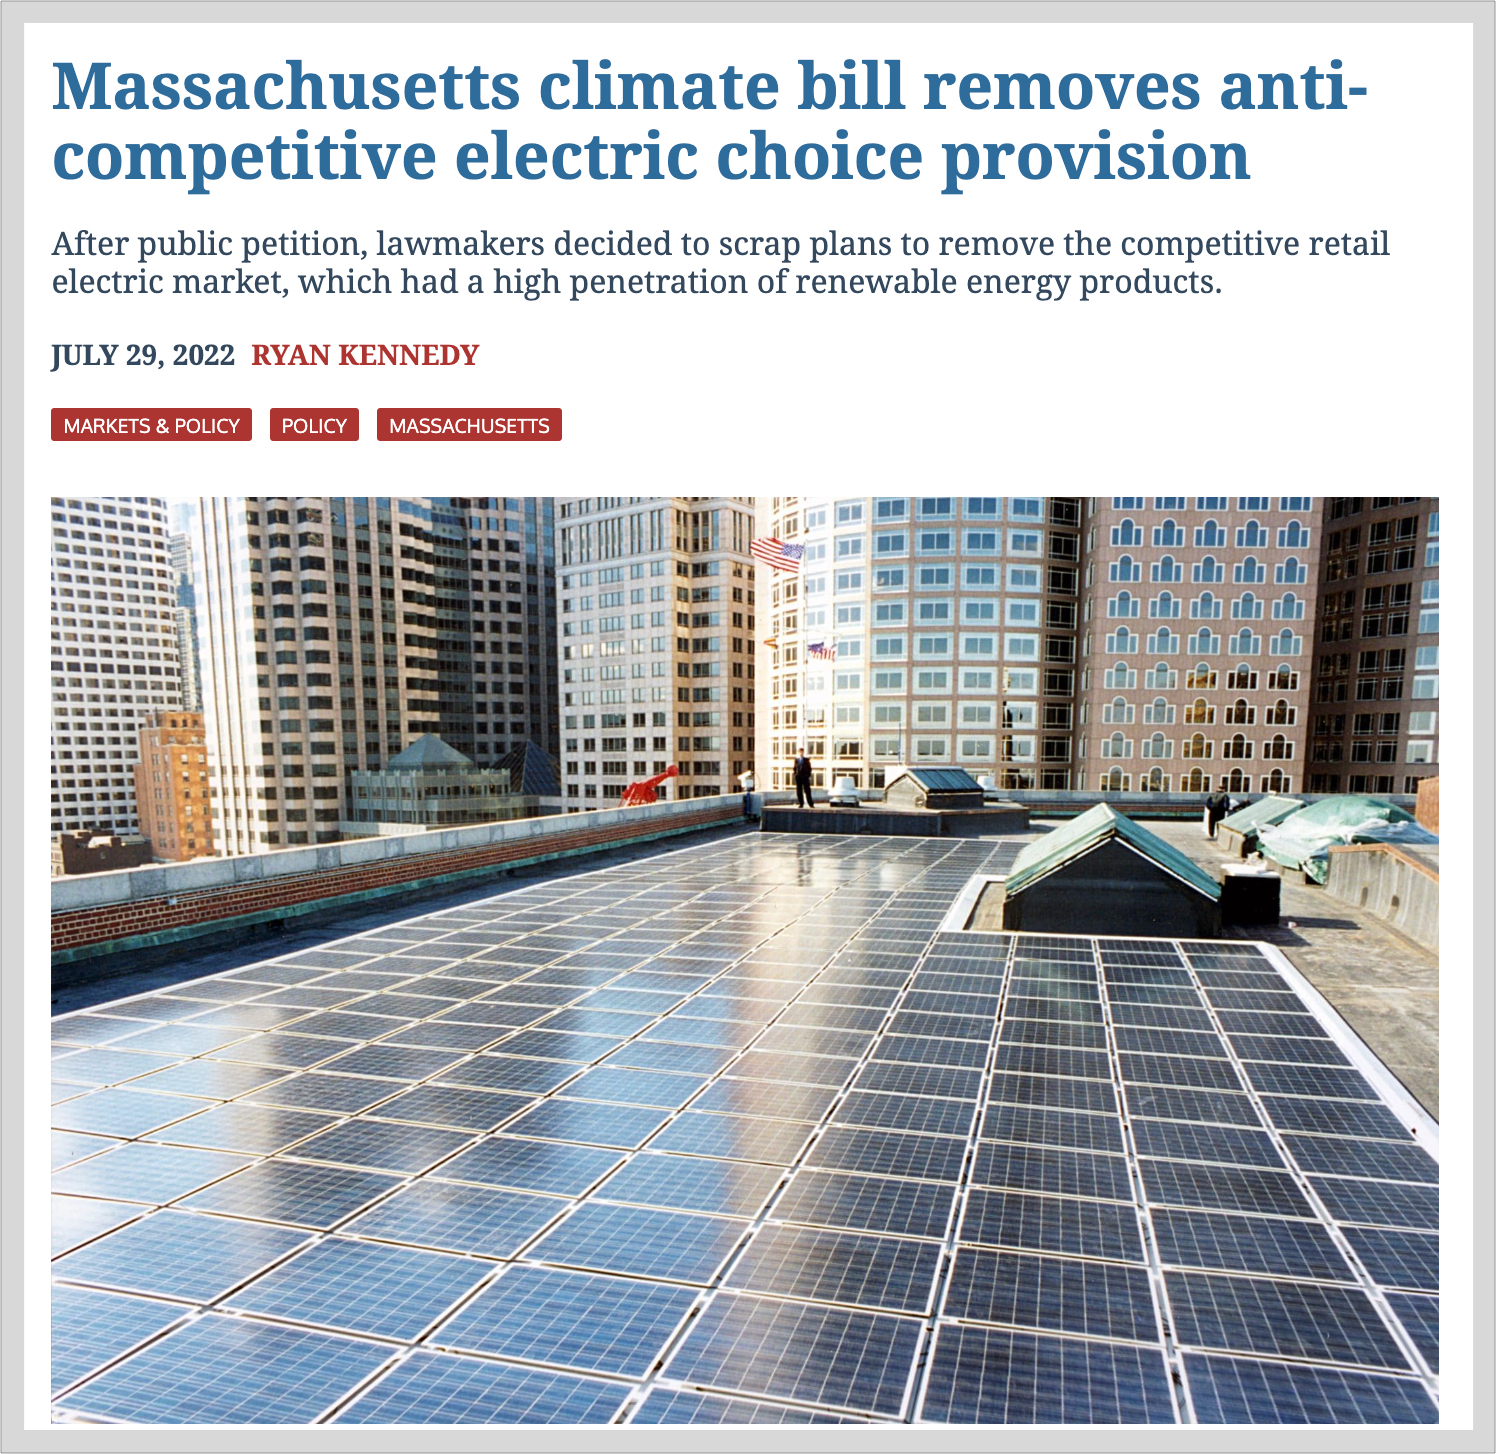 Massachusetts climate bill removes anti-
competitive electric choice provision
After public petition, lawmakers decided to scrap plans to remove the competitive retail
electric market, which had a high penetration of renewable energy products.
JULY 29, 2022 RYAN KENNEDY
MARKETS & POLICY POLICY MASSACHUSETTS